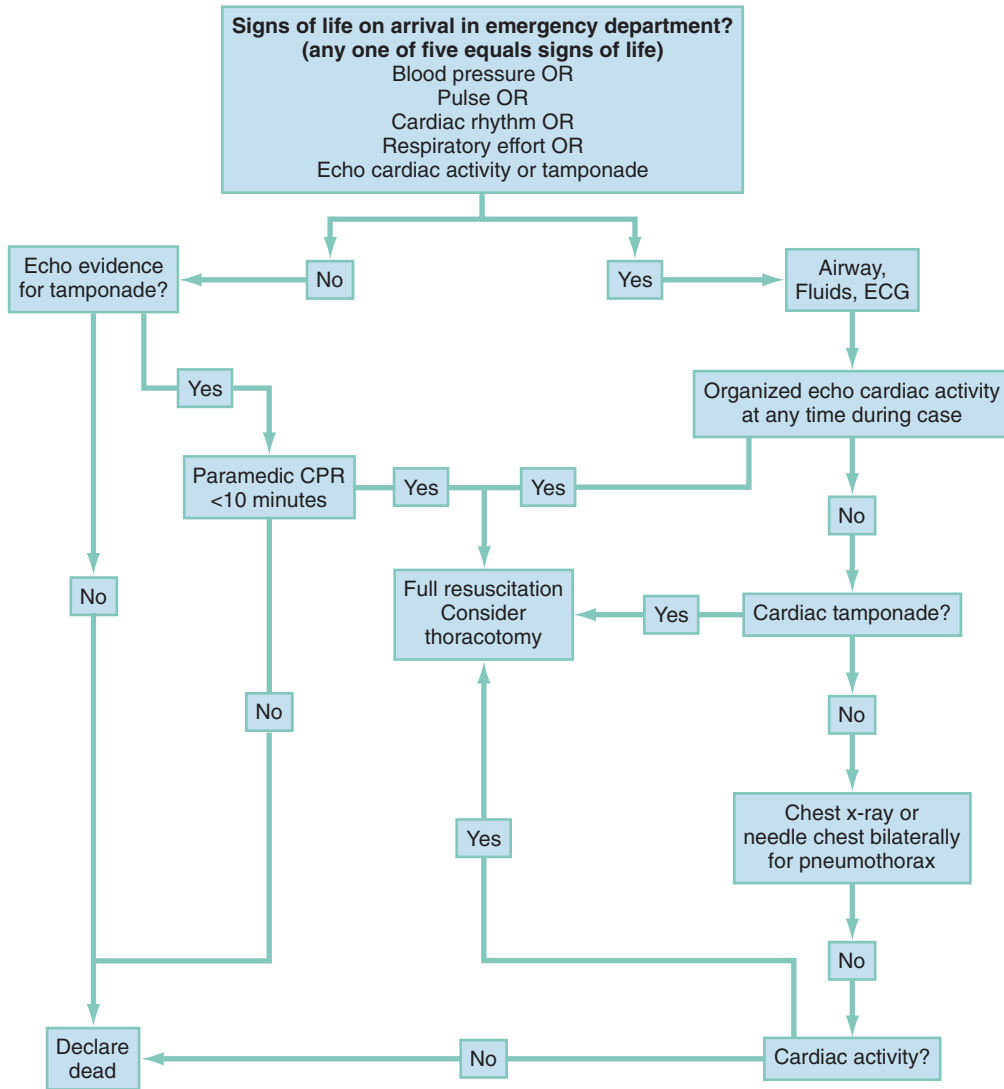 Signs of life on arrival in emergency department?
(any one of five equals signs of life)
Blood pressure OR
Pulse OR
Cardiac rhythm OR
Respiratory effort OR
Echo cardiac activity or tamponade
No
Yes
Echo evidence
for tamponade?
Airway,
Fluids, ECG
Yes
Organized echo cardiac activity
at any time during case
Paramedic CPR
<10 minutes
Yes
Yes
No
No
Full resuscitation
Consider
thoracotomy
Yes
Cardiac tamponade?
No
No
Chest x-ray or
needle chest bilaterally
for pneumothorax
Yes
No
Declare
dead
No
Cardiac activity?